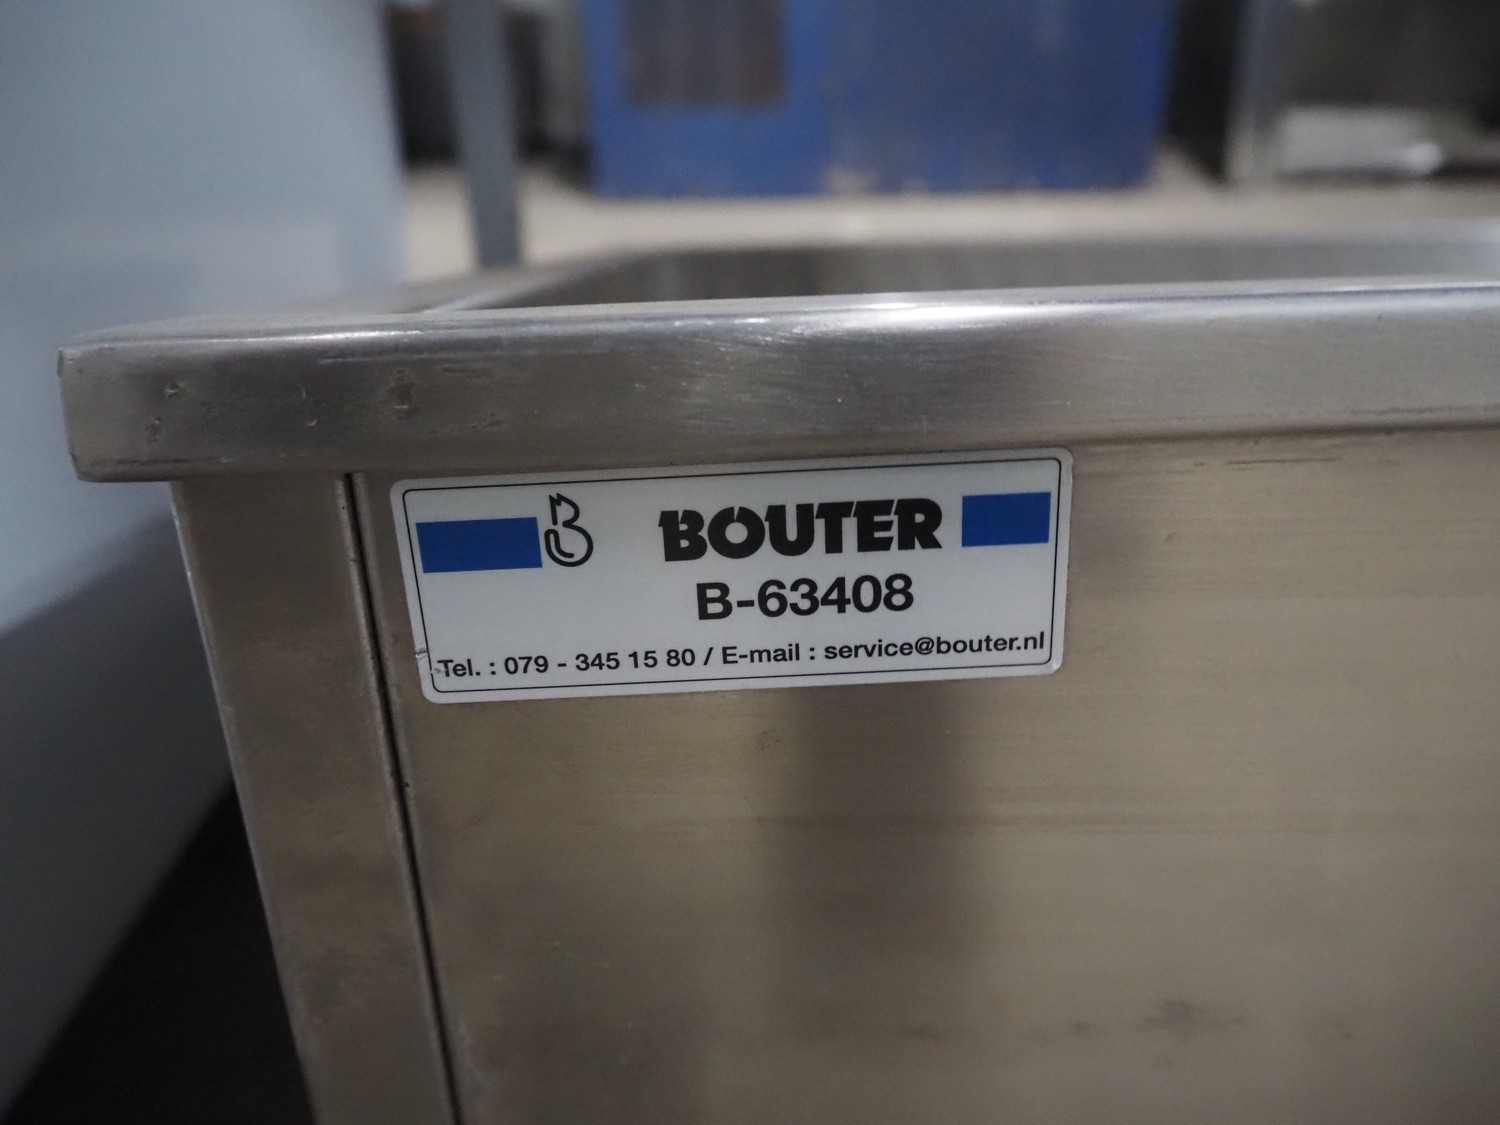 BOUTER
B-63408
Tel. : 079 - 345 15 80 / E-mail : service@bouter.nl